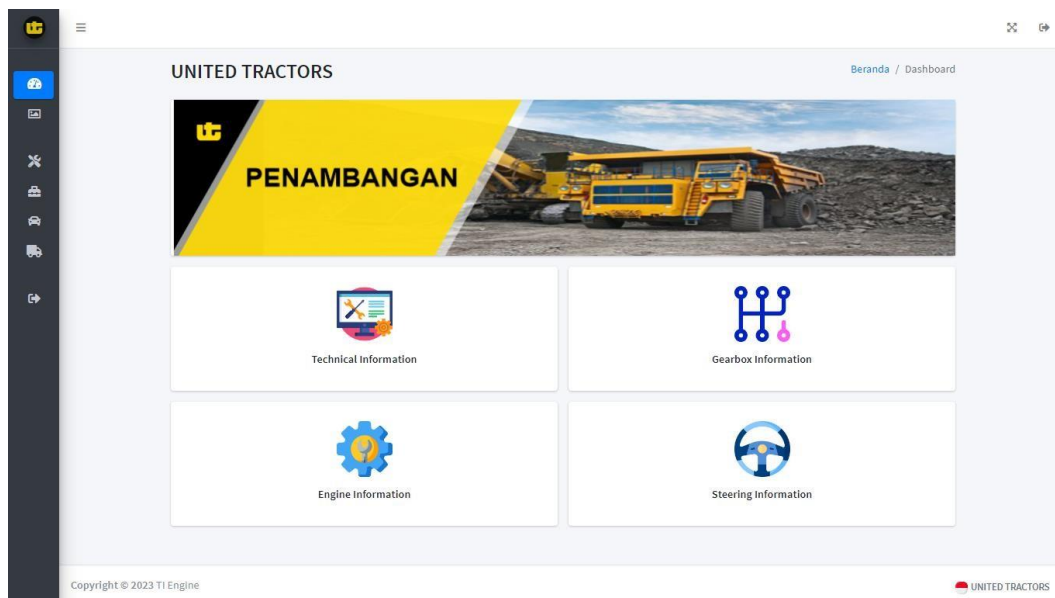 UNITED TRACTORS
Beranda / Dashboard
PENAMBANGAN
Technical Information
Gearbox Information
Engine Information
Steering Information
Copyright © 2023 TI Engine
UNITED TRACTORS